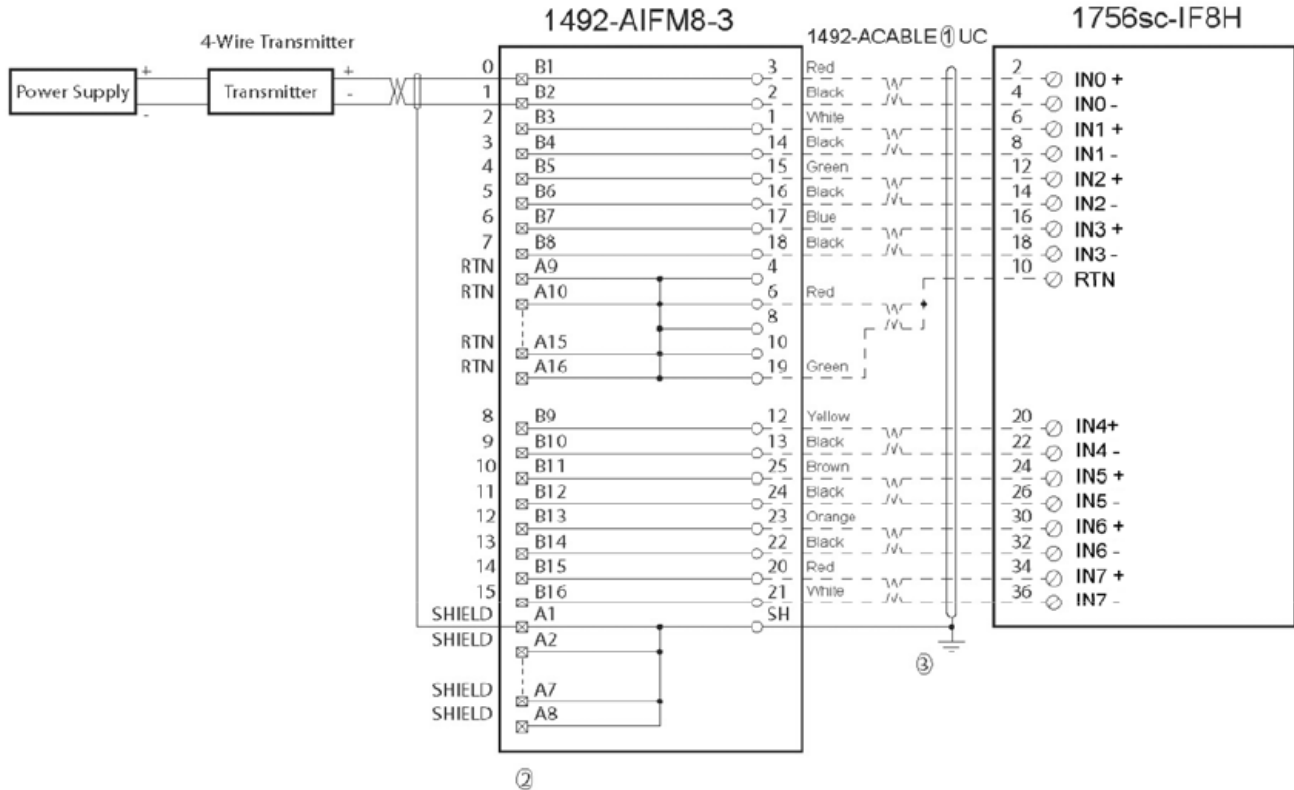 1492-AIFM8-3
1756sc-IF8H
1492-ACABLE①UC
4-Wire Transmitter
Power Supply
+
-
Transmitter
+
-
0 B1 3 Red 2 IN0 +
1 B2 2 Black 4 IN0 -
2 B3 1 White 6 IN1 +
3 B4 14 Black 8 IN1 -
4 B5 15 Green 12 IN2 +
5 B6 16 Black 14 IN2 -
6 B7 17 Blue 16 IN3 +
7 B8 18 Black 18 IN3 -
RTN A9 4 10 RTN
RTN A10 6 Red
8
RTN A15 10
RTN A16 19 Green
8 B9 12 Yellow 20 IN4+
9 B10 13 Black 22 IN4 -
10 B11 25 Brown 24 IN5 +
11 B12 24 Black 26 IN5 -
12 B13 23 Orange 30 IN6 +
13 B14 22 Black 32 IN6 -
14 B15 20 Red 34 IN7 +
15 B16 21 White 36 IN7 -
SHIELD A1 SH
SHIELD A2
③
SHIELD A7
SHIELD A8
②